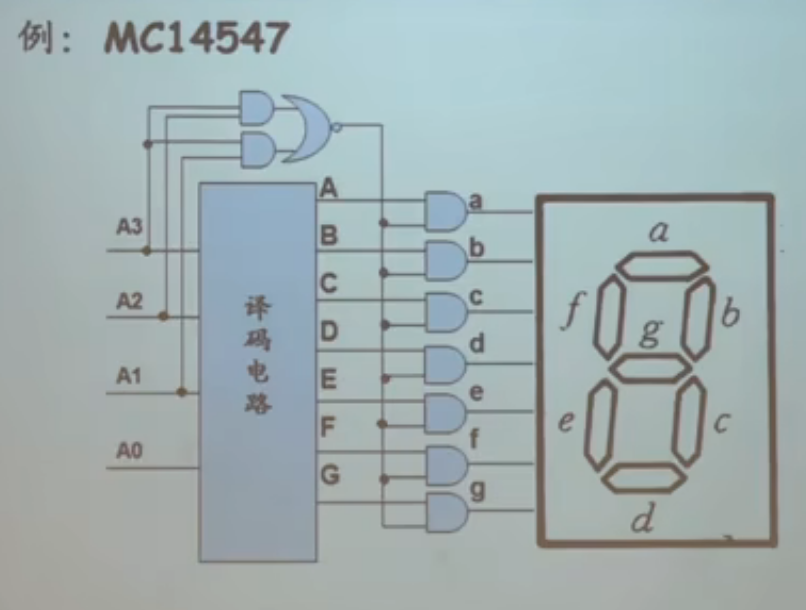 例: MC14547
A3
A2
A1
A0
译码电路
A
B
C
D
E
F
G
a
b
c
d
e
f
g
a
f
b
g
e
c
d